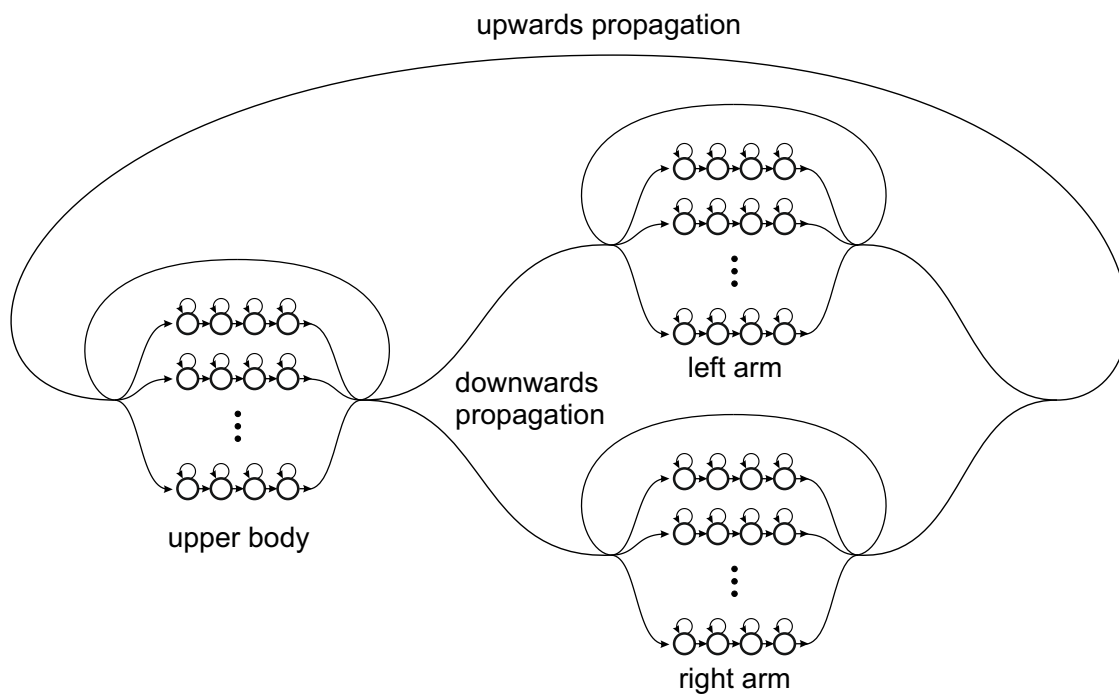 upwards propagation
left arm
downwards
propagation
upper body
right arm